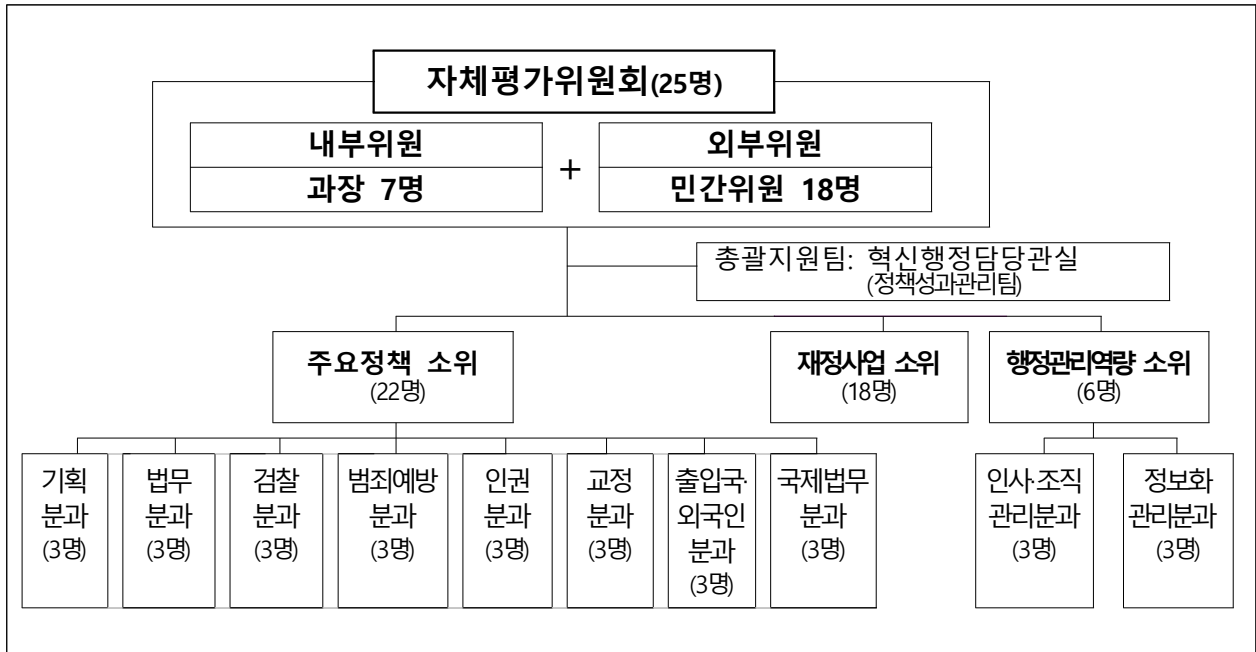 자체평가위원회(25명)
내부위원
과장 7명
+
외부위원
민간위원 18명
총괄지원팀: 혁신행정담당관실
(정책성과관리팀)
주요정책 소위
(22명)
재정사업 소위
(18명)
행정관리역량 소위
(6명)
기획
분과
(3명)
법무
분과
(3명)
검찰
분과
(3명)
범죄예방
분과
(3명)
인권
분과
(3명)
교정
분과
(3명)
출입국·
외국인
분과
(3명)
국제법무
분과
(3명)
인사·조직
관리분과
(3명)
정보화
관리분과
(3명)